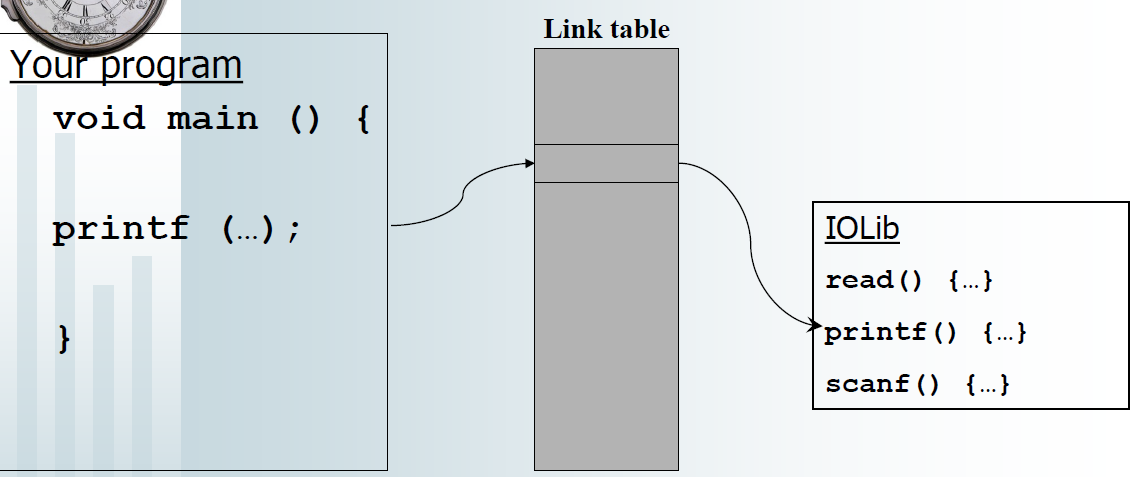 Link table
Your program
void main () {
printf (…);
}
IOLib
read() {…}
printf() {…}
scanf() {…}